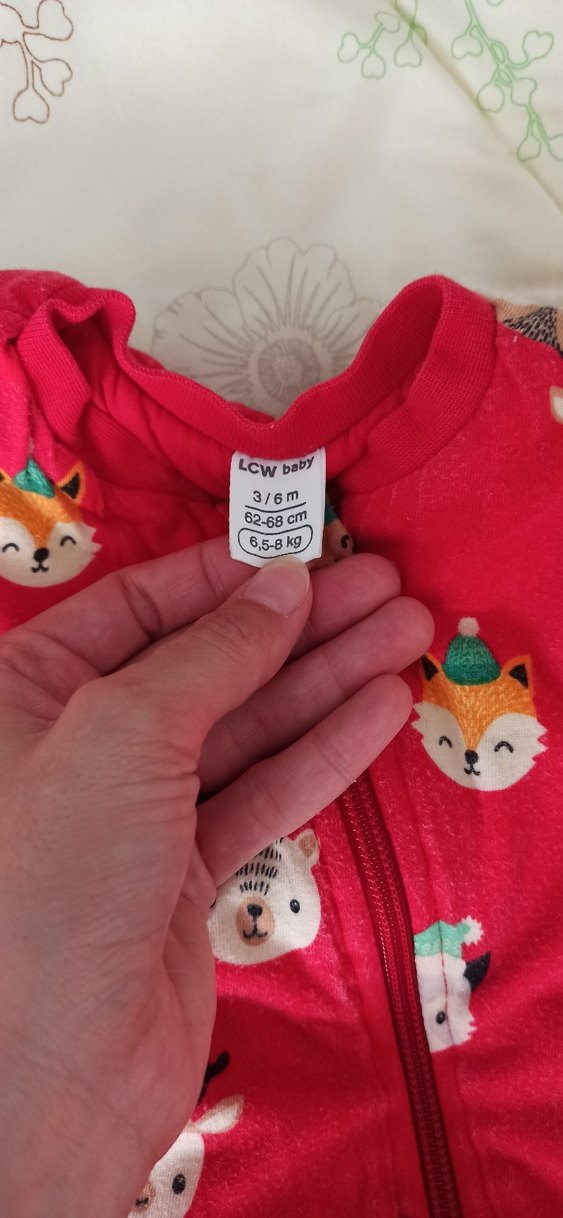 LCW baby
3 / 6 m
62-68 cm
6,5-8 kg